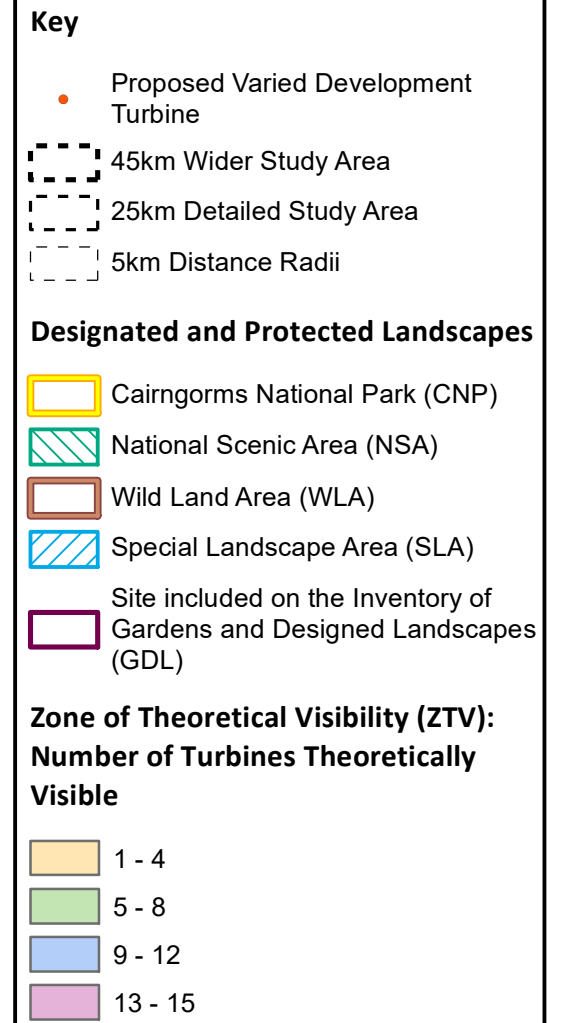 Key
Proposed Varied Development
Turbine
45km Wider Study Area
25km Detailed Study Area
5km Distance Radii
Designated and Protected Landscapes
Cairngorms National Park (CNP)
National Scenic Area (NSA)
Wild Land Area (WLA)
Special Landscape Area (SLA)
Site included on the Inventory of
Gardens and Designed Landscapes
(GDL)
Zone of Theoretical Visibility (ZTV):
Number of Turbines Theoretically
Visible
1 - 4
5 - 8
9 - 12
13 - 15